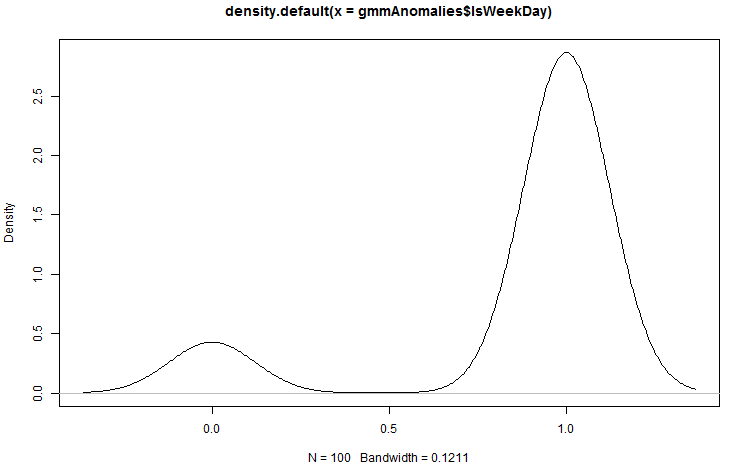 density.default(x = gmmAnomalies$IsWeekDay)
Density
2.5
2.0
1.5
1.0
0.5
0.0
0.0 0.5 1.0
N = 100 Bandwidth = 0.1211